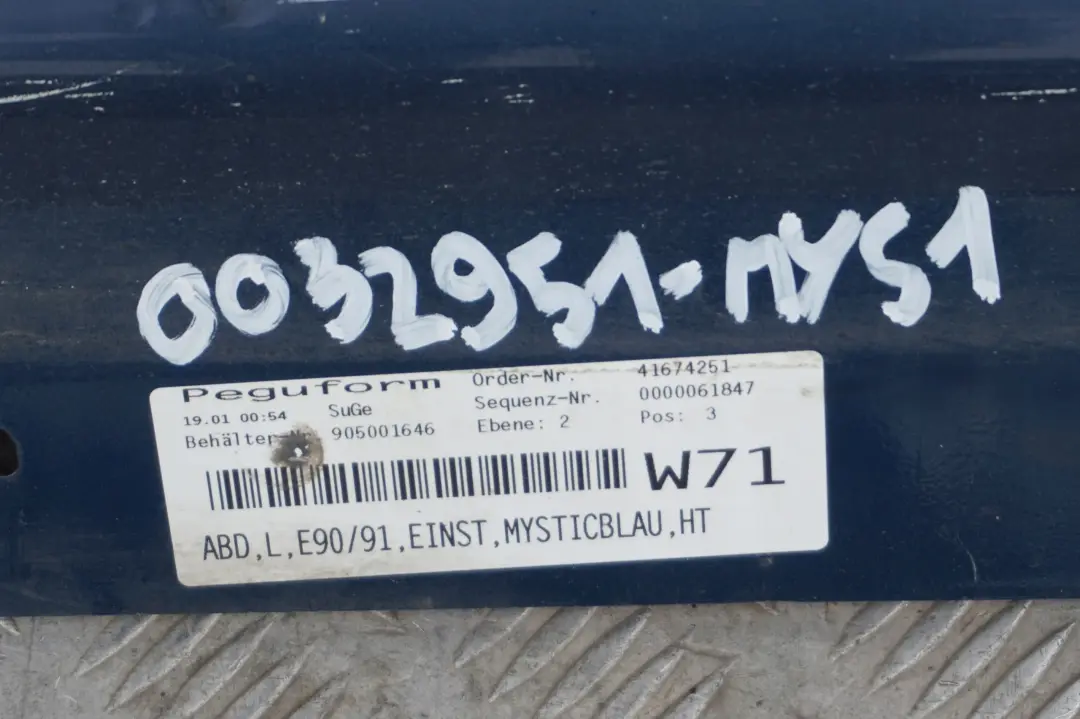 0032951-MYS1
Peguform Order-Nr. 41674251
19.01 00:54 SuGe Sequenz-Nr. 0000061847
905001646 Ebene: 2 Pos: 3
W71
ABD,L,E90/91,EINST,MYSTICBLAU,HT